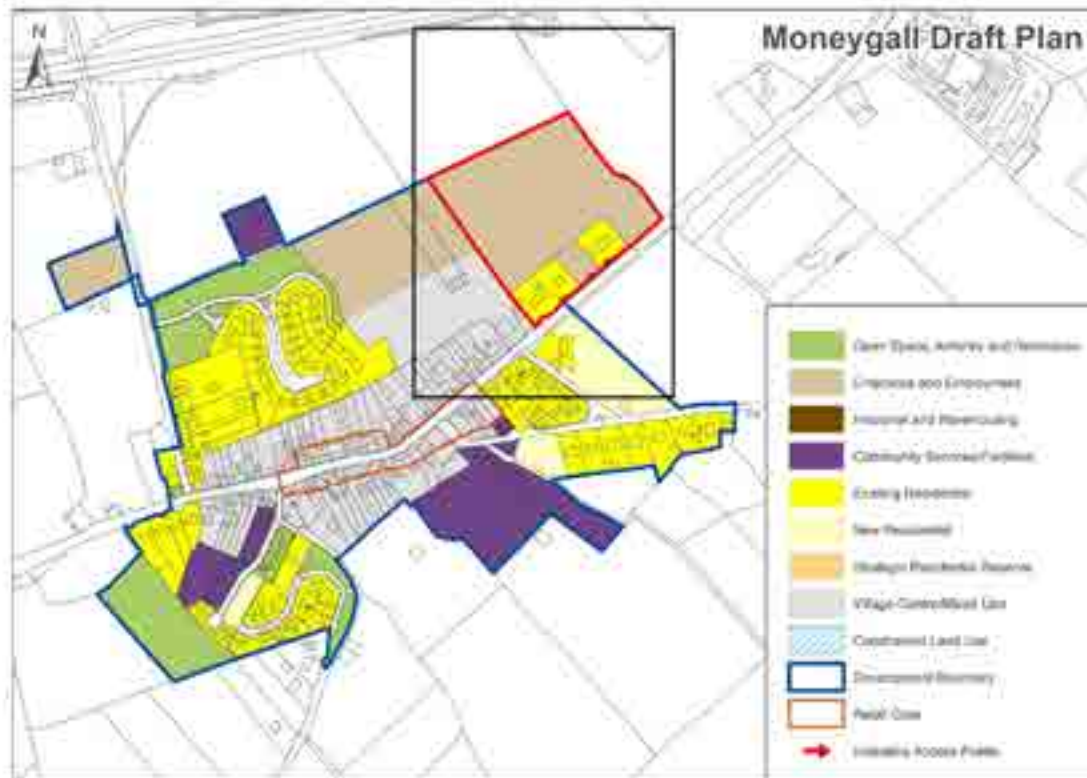 N
Moneygall Draft Plan
Open Space, Amenity and Recreation
Enterprise and Employment
Industrial and Warehousing
Community Services/Facilities
Existing Residential
New Residential
Strategic Residential Reserve
Village Centre/Mixed Use
Constrained Land Use
Development Boundary
Retail Core
Indicative Access Points